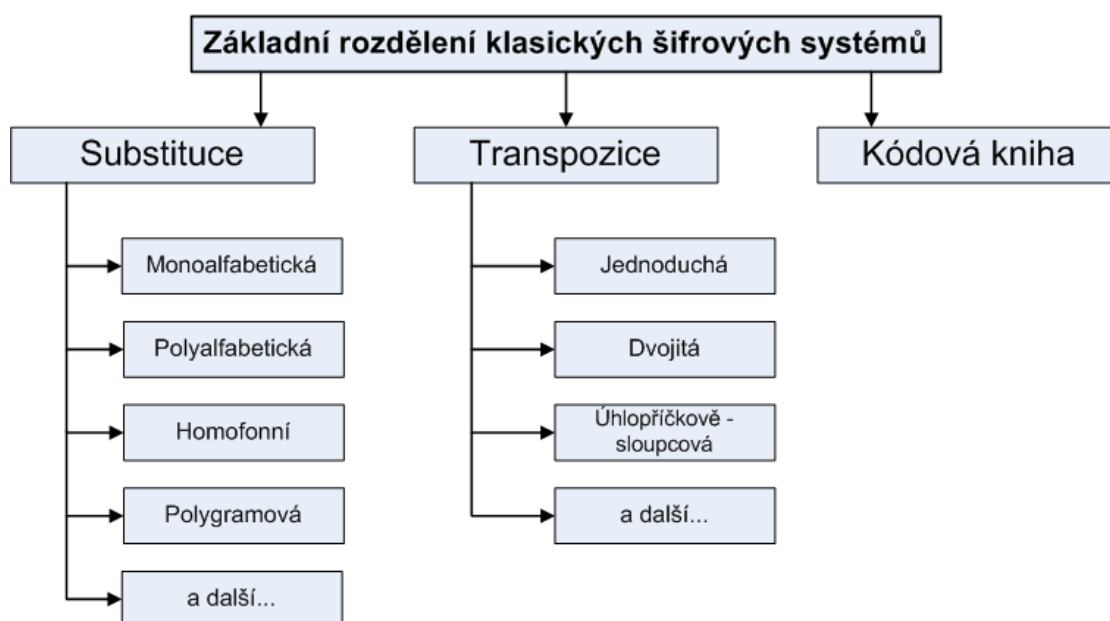 Základní rozdělení klasických šifrových systémů
Substituce
Transpozice
Kódová kniha
Monoalfabetická
Polyalfabetická
Homofonní
Polygramová
a další...
Jednoduchá
Dvojitá
Úhlopříčkově -
sloupcová
a další...